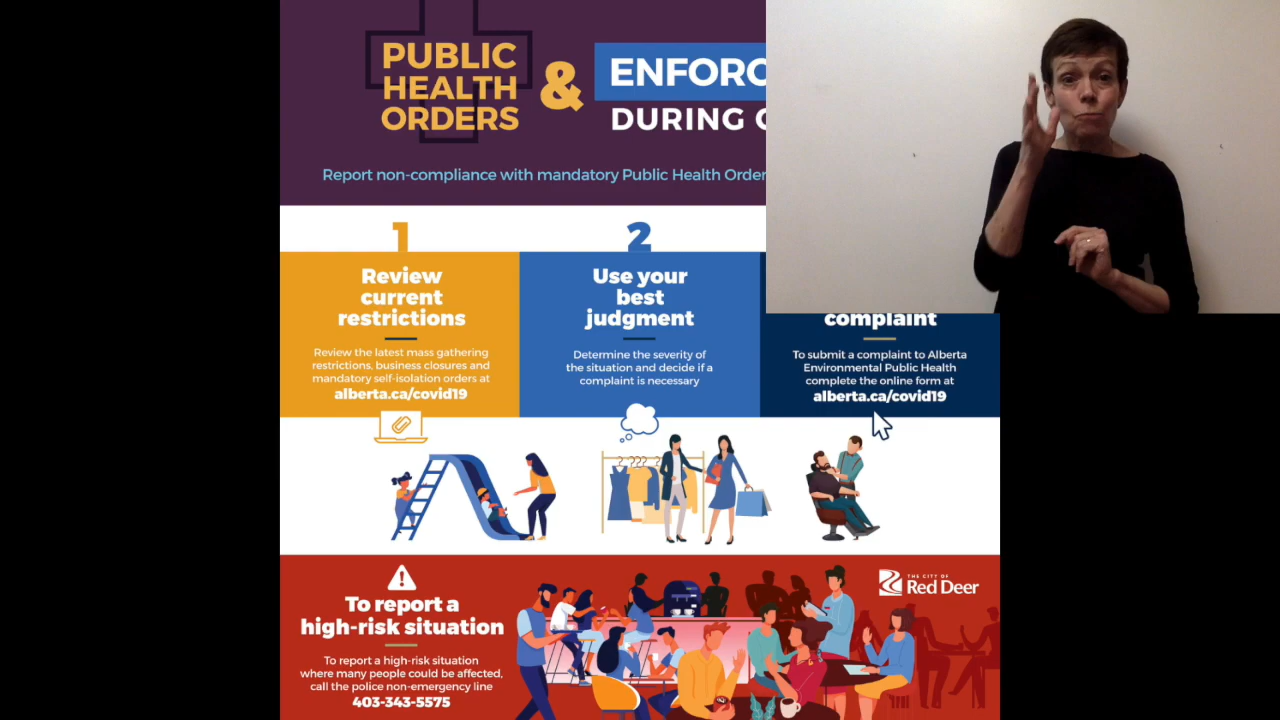 PUBLIC
HEALTH
ORDERS
&
ENFORC
DURING
Report non-compliance with mandatory Public Health Order
1
Review
current
restrictions
Review the latest mass gathering
restrictions, business closures and
mandatory self-isolation orders at
alberta.ca/covid19
2
Use your
best
judgment
Determine the severity of
the situation and decide if a
complaint is necessary
complaint
To submit a complaint to Alberta
Environmental Public Health
complete the online form at
alberta.ca/covid19
To report a
high-risk situation
To report a high-risk situation
where many people could be affected,
call the police non-emergency line
403-343-5575
THE CITY OF
Red Deer